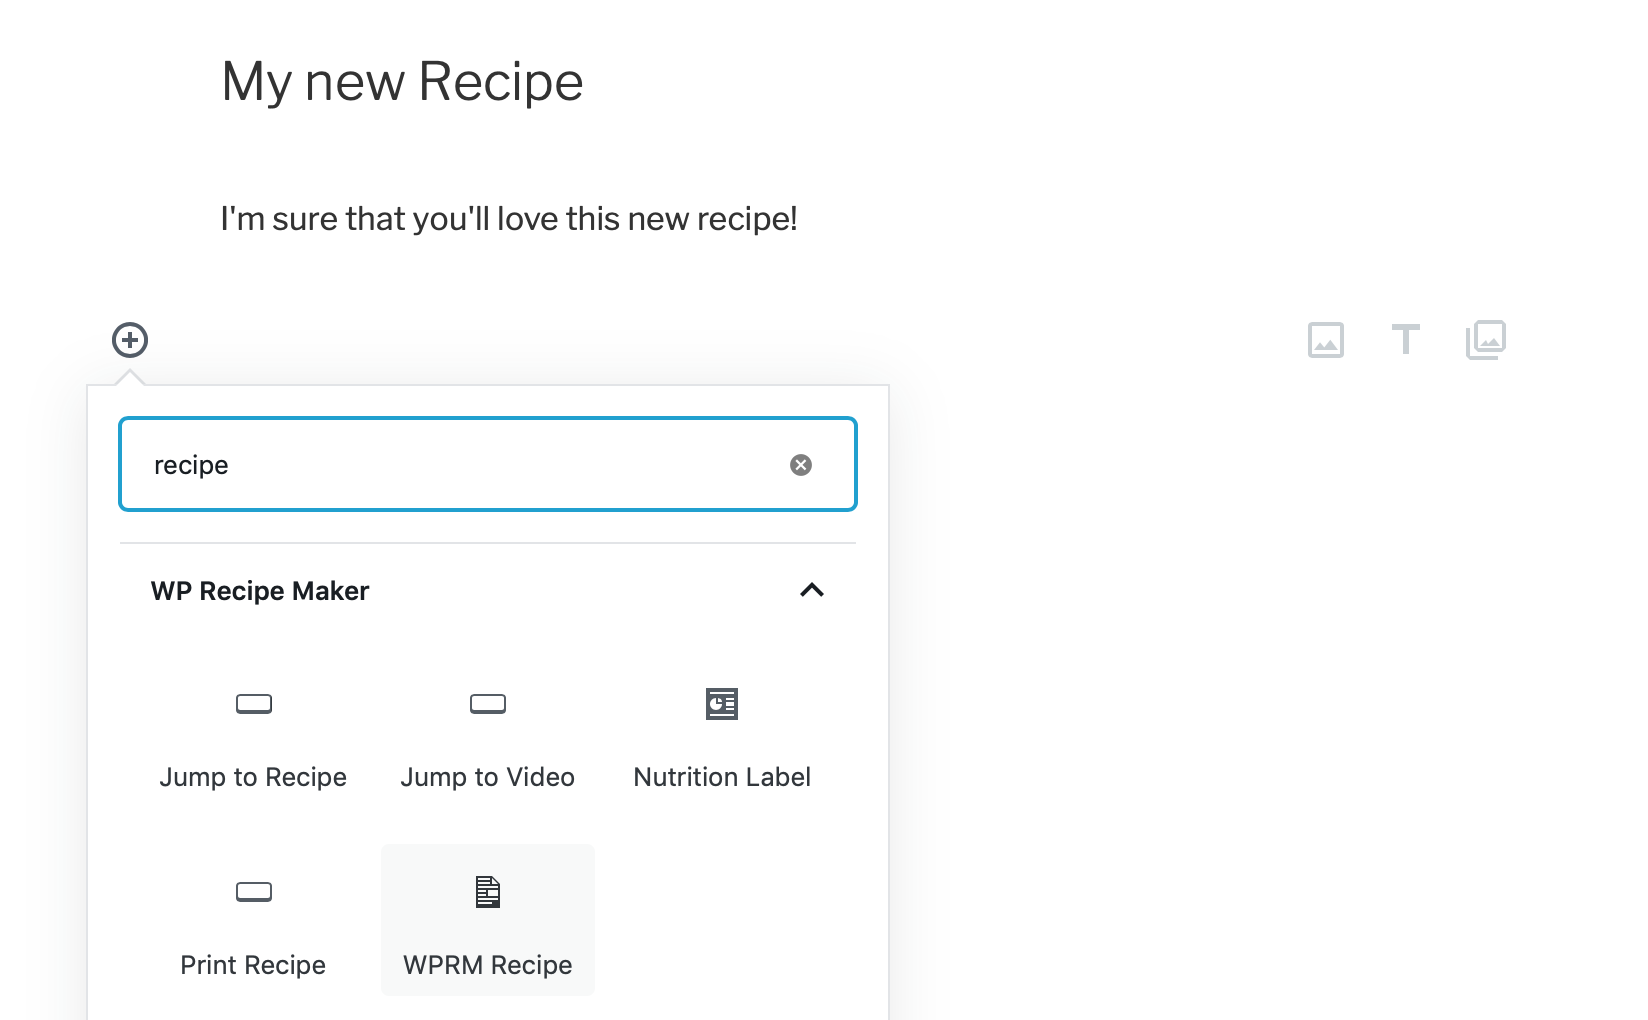 My new Recipe
I'm sure that you'll love this new recipe!
recipe
WP Recipe Maker
Jump to Recipe
Jump to Video
Nutrition Label
Print Recipe
WPRM Recipe